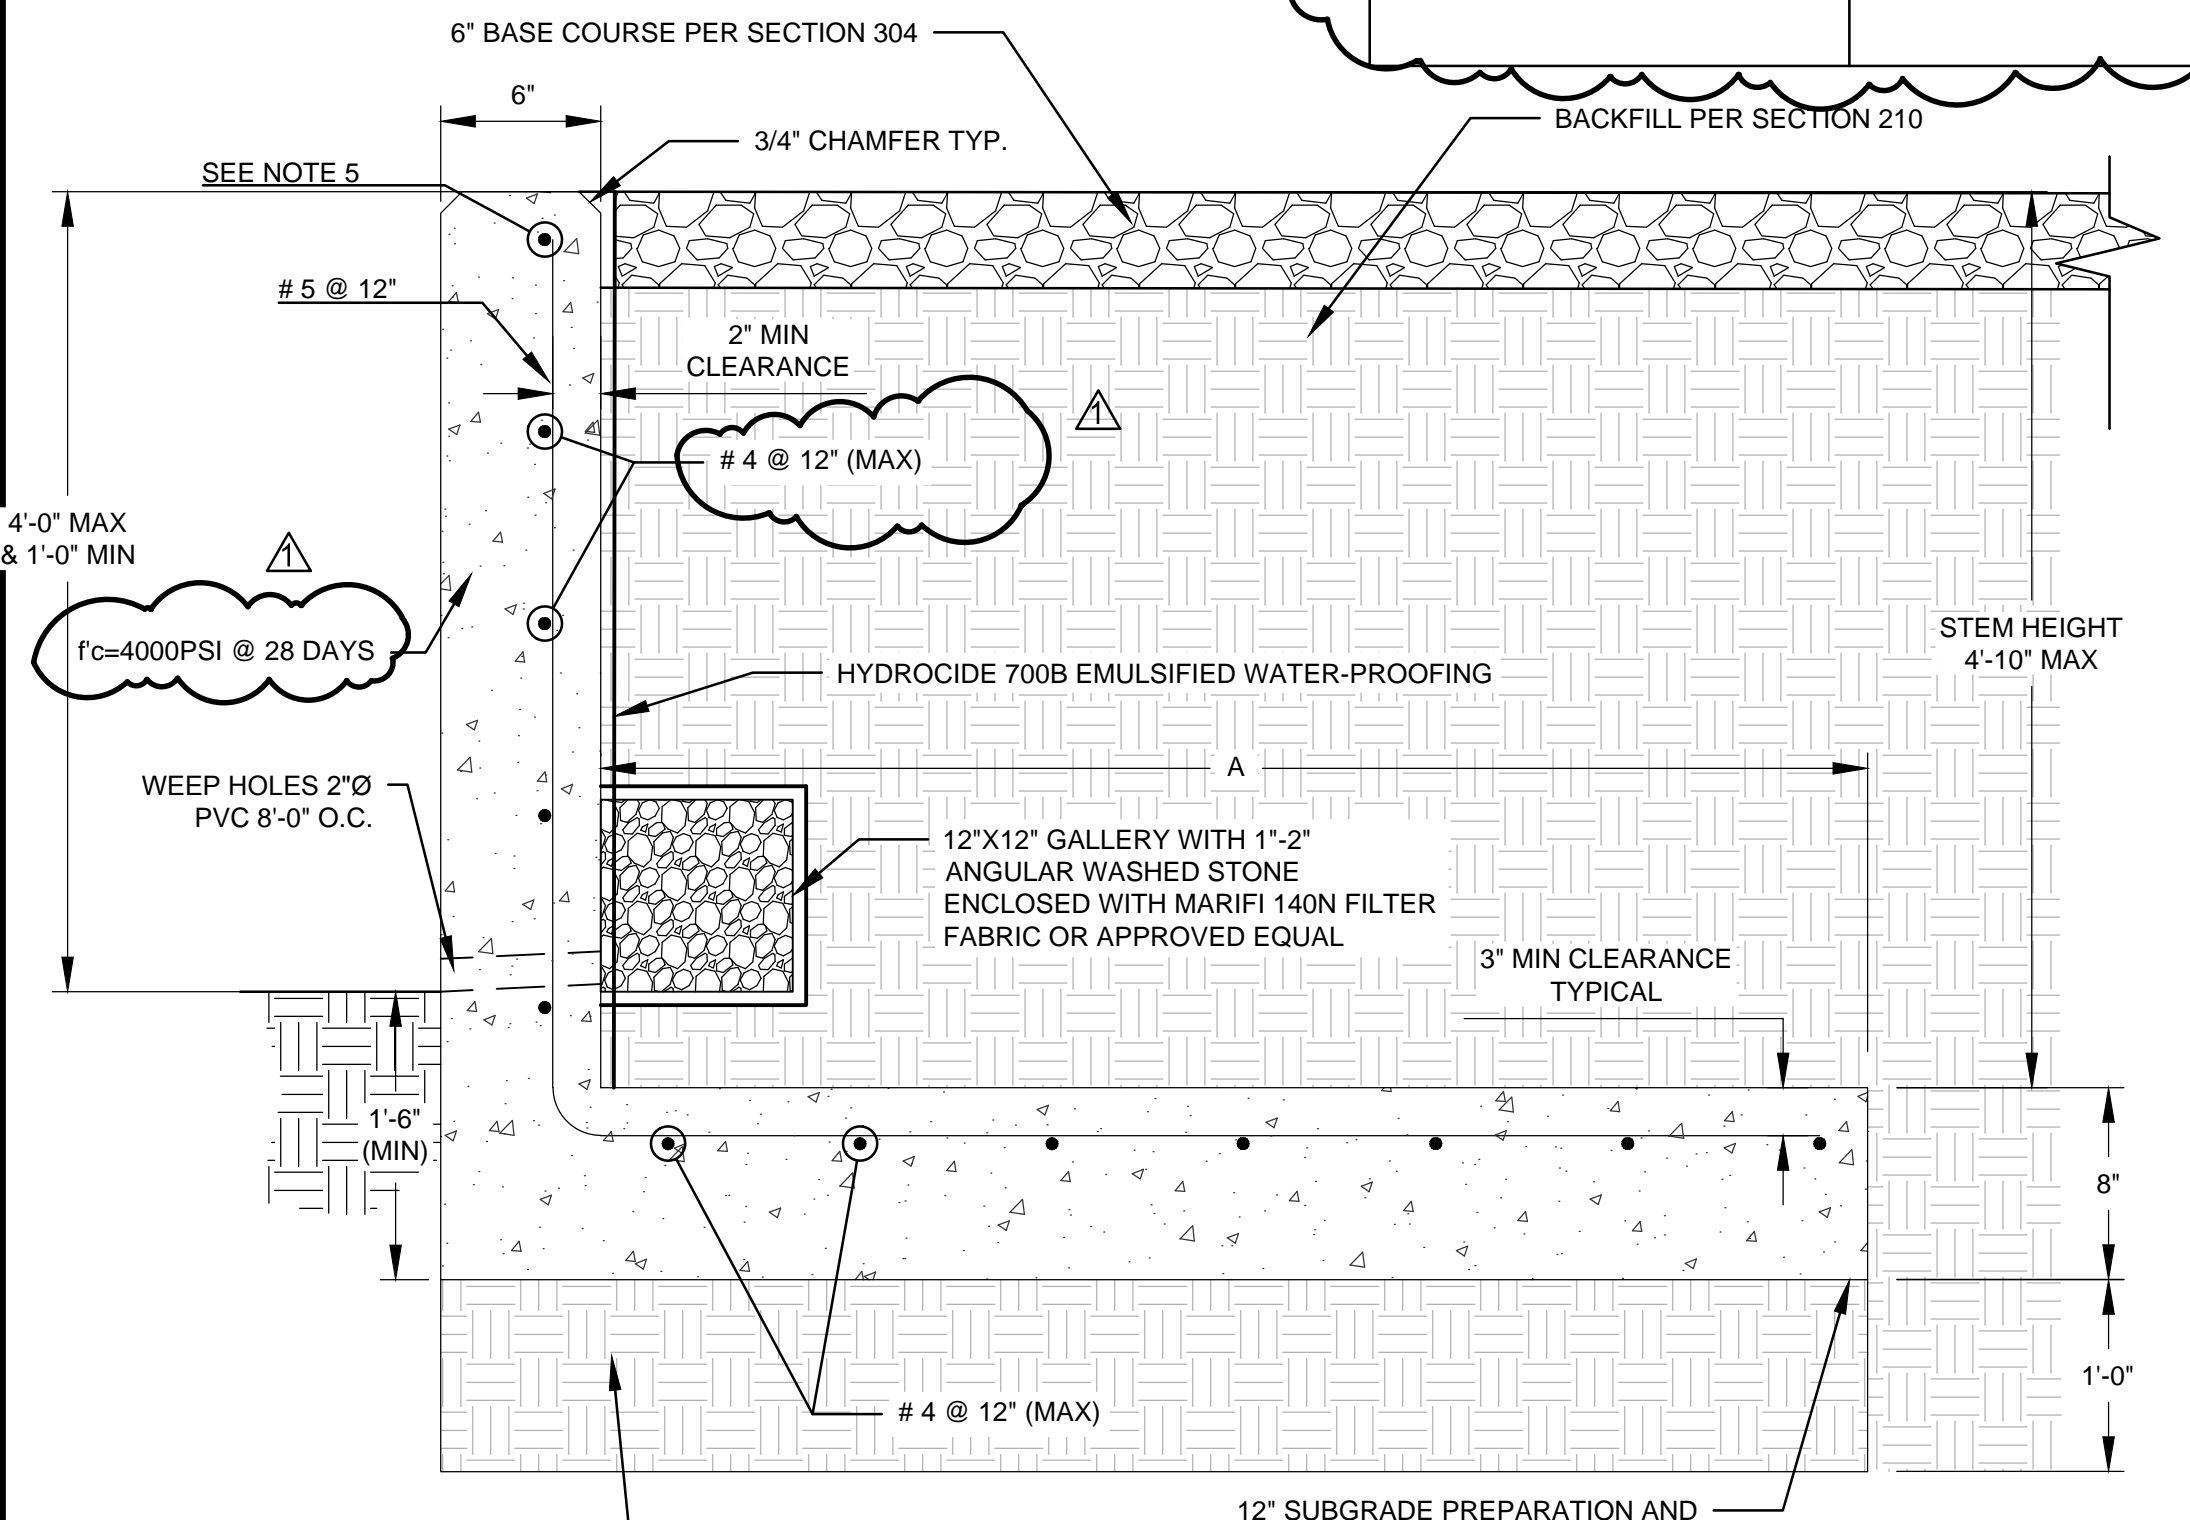 6" BASE COURSE PER SECTION 304
6"
BACKFILL PER SECTION 210
3/4" CHAMFER TYP.
SEE NOTE 5
# 5 @ 12"
2" MIN
CLEARANCE
1
# 4 @ 12" (MAX)
4'-0" MAX
& 1'-0" MIN
1
f'c=4000PSI @ 28 DAYS
STEM HEIGHT
4'-10" MAX
HYDROCIDE 700B EMULSIFIED WATER-PROOFING
A
WEEP HOLES 2"Ø
PVC 8'-0" O.C.
12"X12" GALLERY WITH 1"-2"
ANGULAR WASHED STONE
ENCLOSED WITH MARIFI 140N FILTER
FABRIC OR APPROVED EQUAL
3" MIN CLEARANCE
TYPICAL
1'-6"
(MIN)
8"
1'-0"
# 4 @ 12" (MAX)
12" SUBGRADE PREPARATION AND